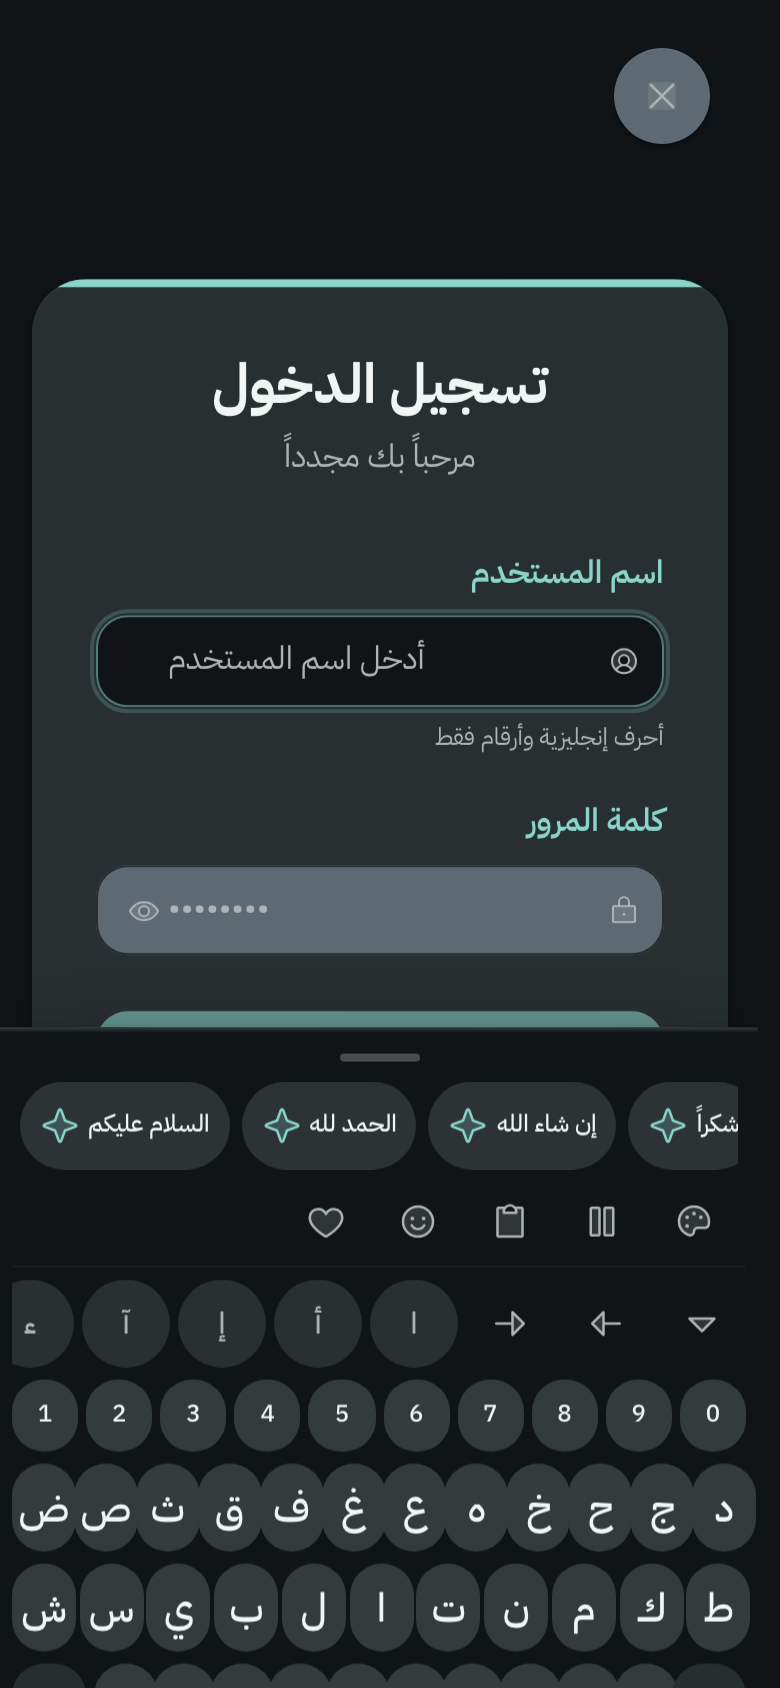 تسجيل الدخول
مرحباً بك مجدداً
اسم المستخدم
أدخل اسم المستخدم
أحرف إنجليزية وأرقام فقط
كلمة المرور
••••••••
السلام عليكم الحمد لله إن شاء الله شكراً
ء آ إ أ ا
1 2 3 4 5 6 7 8 9 0
ض ص ث ق ف غ ع ه خ ح ج د
ش س ي ب ل ا ت ن م ك ط